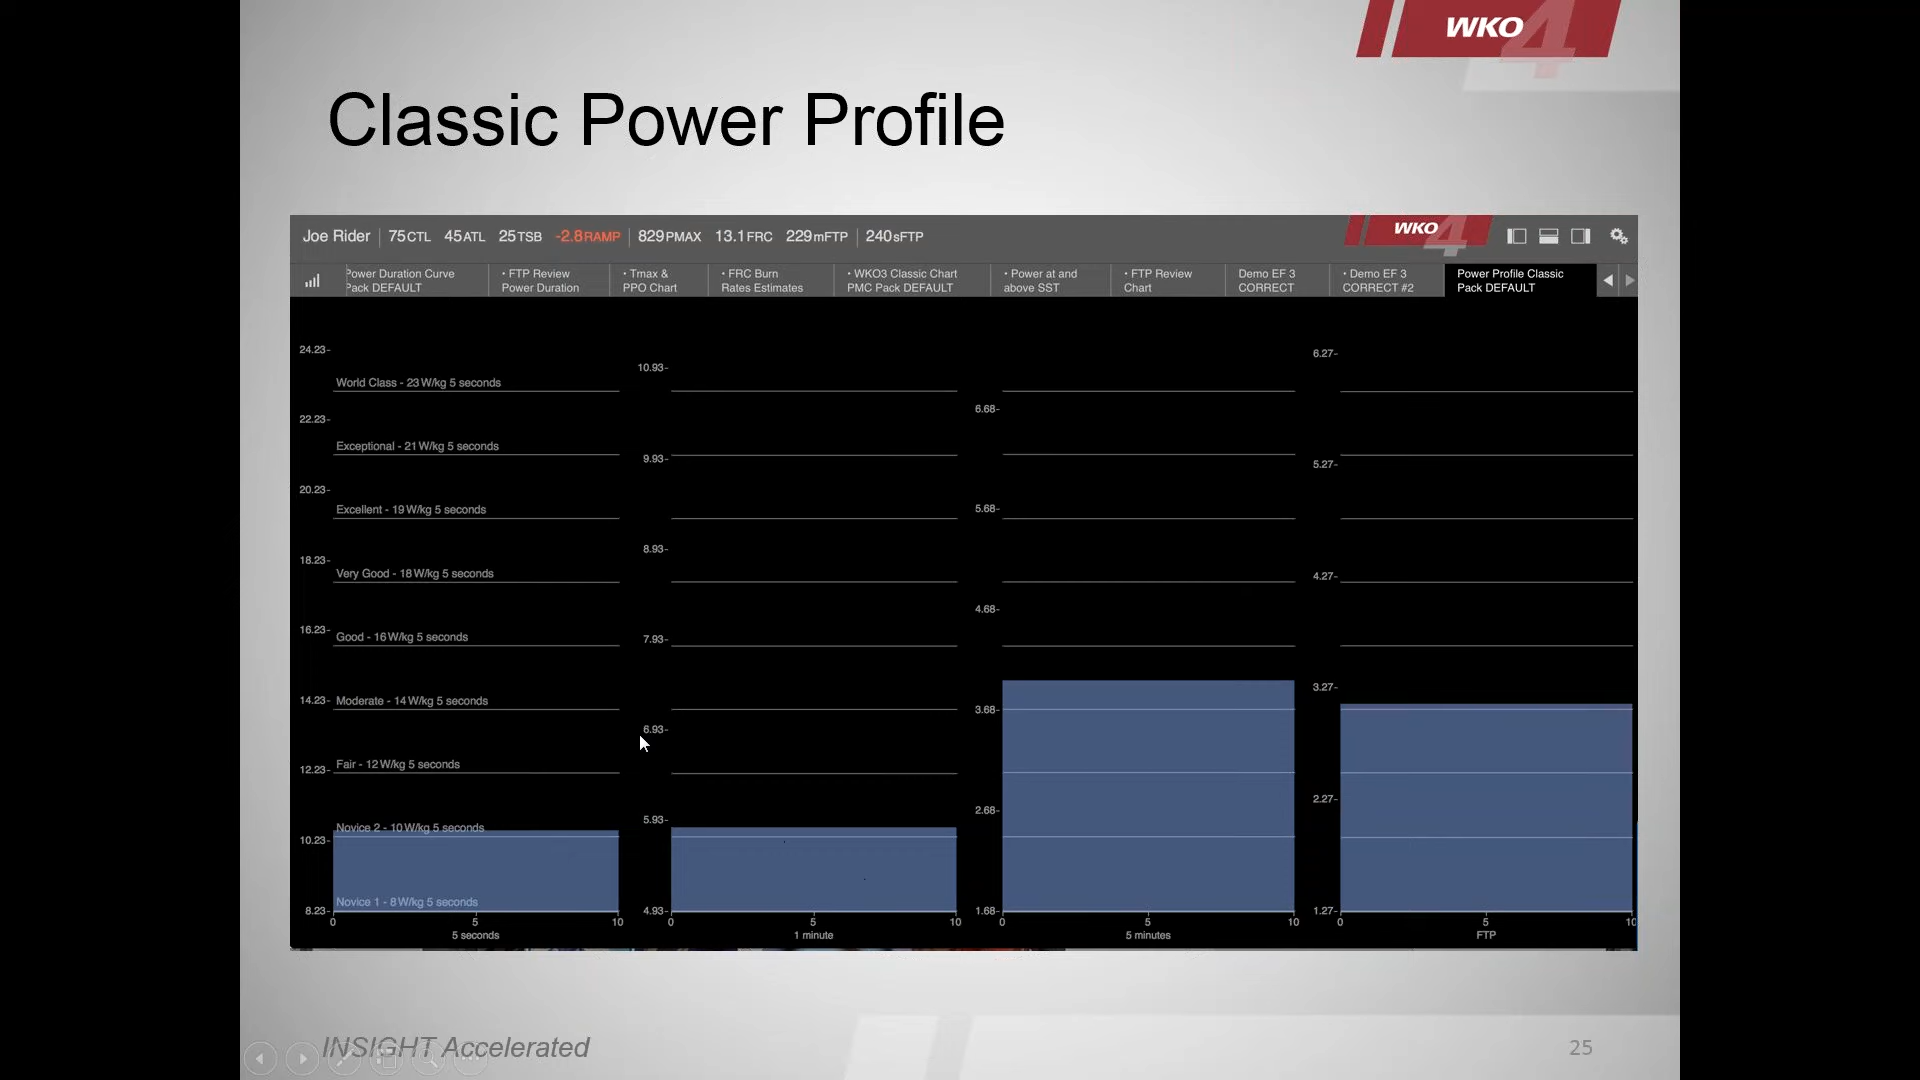 WKO 4
Classic Power Profile
Joe Rider 75CTL 45ATL 25TSB -2.8RAMP 829PMAX 13.1FRC 229mFTP 240sFTP
WKO 4
Power Duration Curve
Pack DEFAULT
• FTP Review
Power Duration
• Tmax &
PPO Chart
• FRC Burn
Rates Estimates
• WKO3 Classic Chart
PMC Pack DEFAULT
• Power at and
above SST
• FTP Review
Chart
Demo EF 3
CORRECT
• Demo EF 3
CORRECT #2
Power Profile Classic
Pack DEFAULT
24.23-
22.23-
20.23-
18.23-
16.23-
14.23-
12.23-
10.23-
8.23-
World Class - 23 W/kg 5 seconds
Exceptional - 21 W/kg 5 seconds
Excellent - 19 W/kg 5 seconds
Very Good - 18 W/kg 5 seconds
Good - 16 W/kg 5 seconds
Moderate - 14 W/kg 5 seconds
Fair - 12 W/kg 5 seconds
Novice 2 - 10 W/kg 5 seconds
Novice 1 - 8 W/kg 5 seconds
0 5 10
5 seconds
10.93-
9.93-
8.93-
7.93-
6.93-
5.93-
4.93-
0 5 10
1 minute
6.68-
5.68-
4.68-
3.68-
2.68-
1.68-
0 5 10
5 minutes
6.27-
5.27-
4.27-
3.27-
2.27-
1.27-
0 5 10
FTP
INSIGHT Accelerated
25